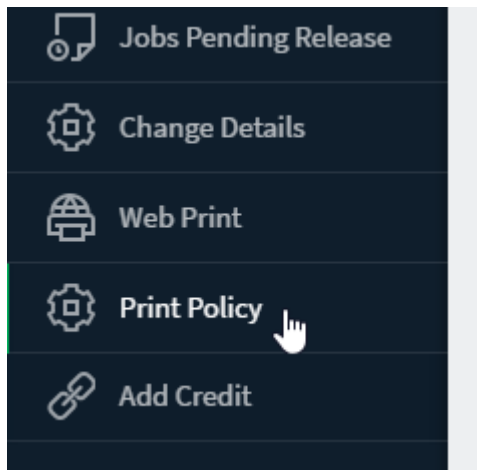 Jobs Pending Release
Change Details
Web Print
Print Policy
Add Credit